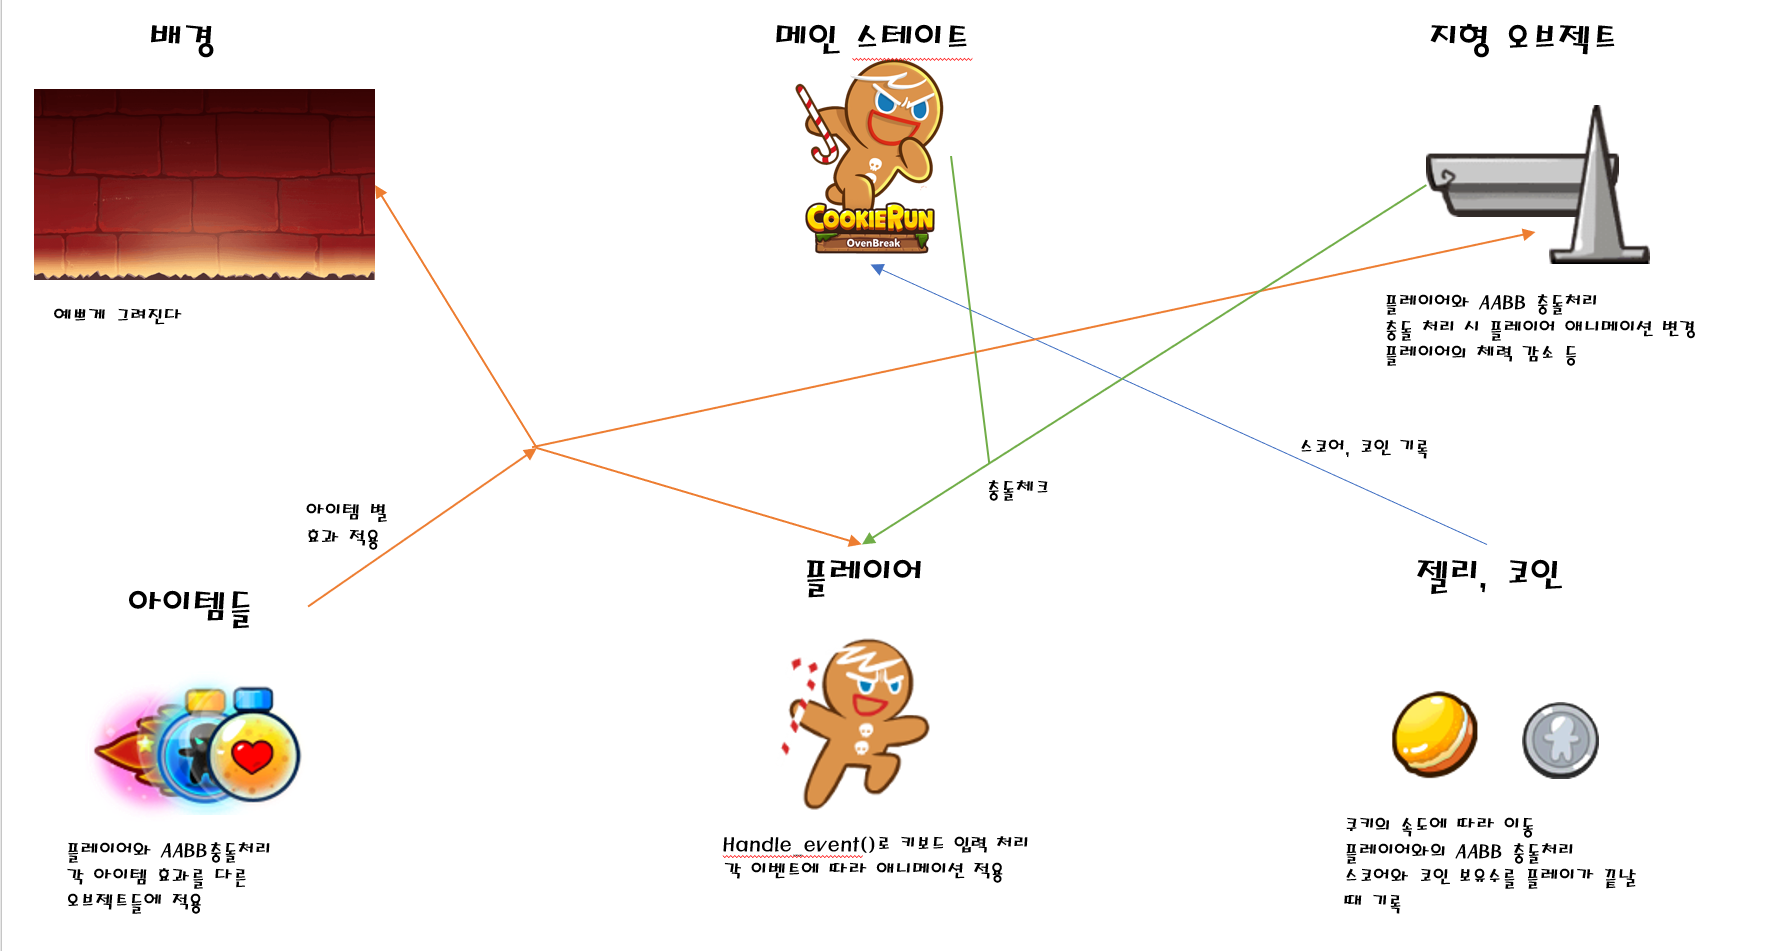 배경
메인 스테이트
지형 오브젝트
COOKIERUN
OvenBreak
예쁘게 그려진다
플레이어와 AABB 충돌처리
충돌 처리 시 플레이어 애니메이션 변경
플레이어의 체력 감소 등
스코어, 코인 기록
충돌체크
아이템 별
효과 적용
아이템들
플레이어
젤리, 코인
플레이어와 AABB충돌처리
각 아이템 효과를 다른
오브젝트들에 적용
Handle_event()로 키보드 입력 처리
각 이벤트에 따라 애니메이션 적용
쿠키의 속도에 따라 이동
플레이어와의 AABB 충돌처리
스코어와 코인 보유수를 플레이가 끝날
때 기록